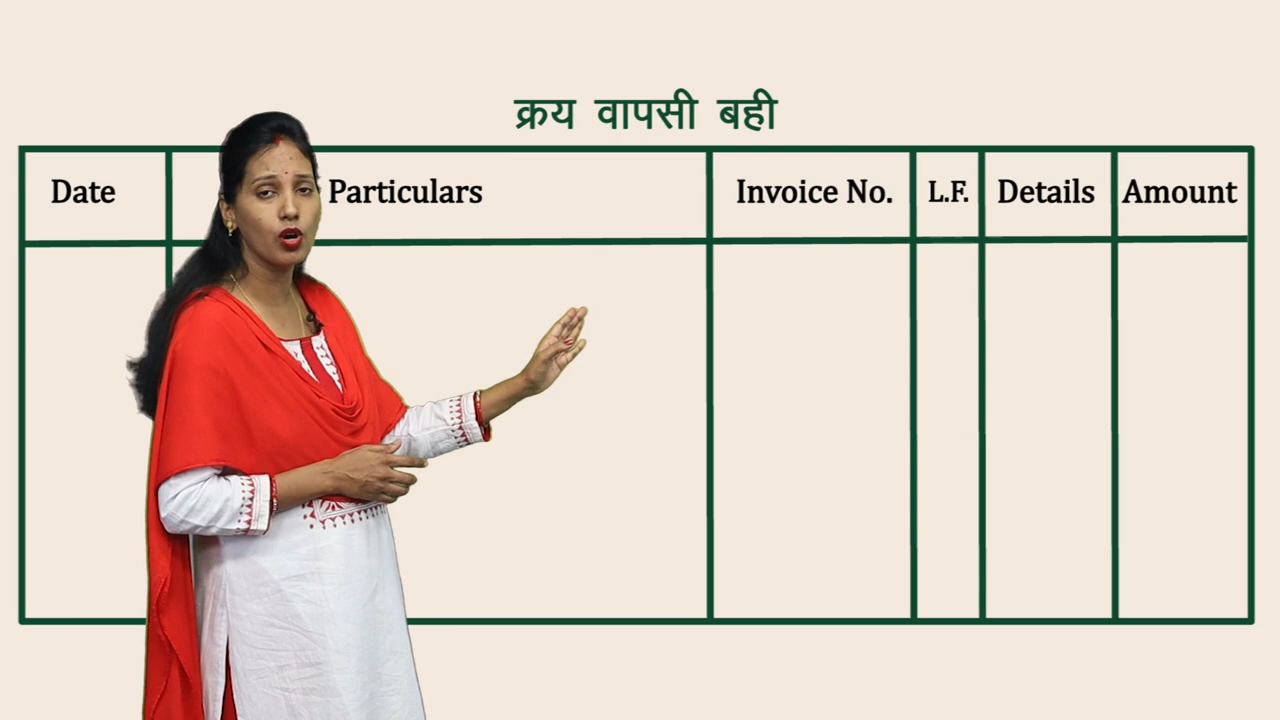 क्रय वापसी बही
Date Particulars Invoice No. L.F. Details Amount